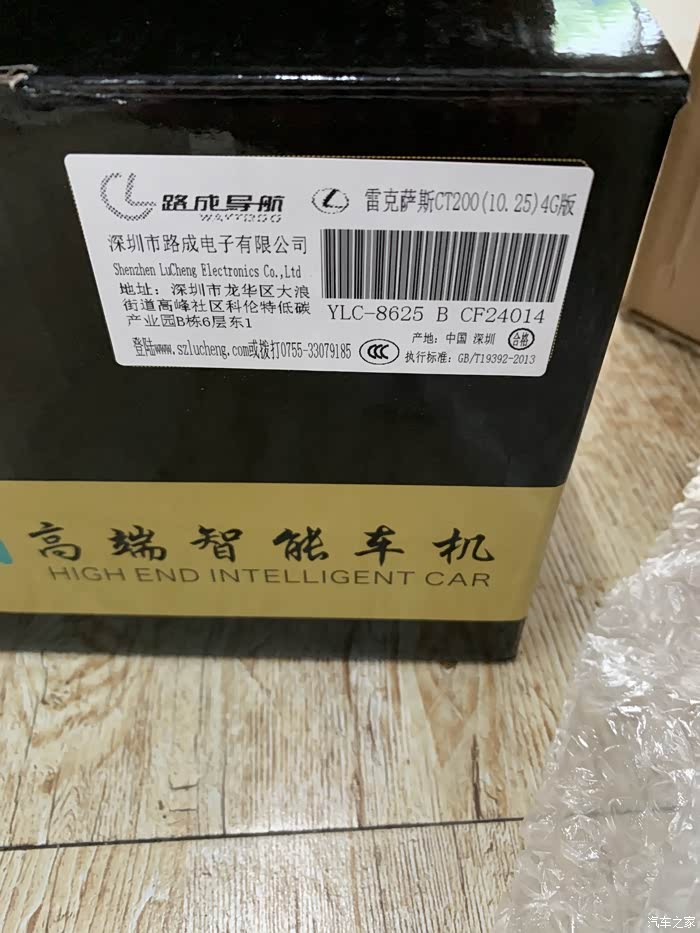 路成导航
WAYTOGG
雷克萨斯CT200(10.25)4G版
深圳市路成电子有限公司
Shenzhen LuCheng Electronics Co.,Ltd
地址: 深圳市龙华区大浪
街道高峰社区科伦特低碳
产业园B栋6层东1
YLC-8625 B CF24014
产地: 中国 深圳
合格
登陆www.szlucheng.com或拨打0755-33079185
CCC
执行标准: GB/T19392-2013
高端智能车机
HIGH END INTELLIGENT CAR
汽车之家